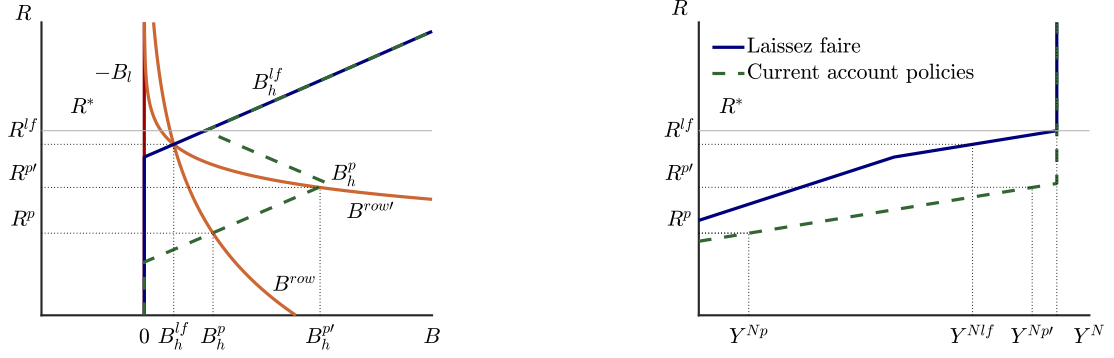 R
−B_l
B_h^{lf}
R*
R^{lf}
R^{p′}
B_h^p
B^{row′}
R^p
B^{row}
0 B_h^{lf} B_h^p B_h^{p′} B
R
Laissez faire
Current account policies
R*
R^{lf}
R^{p′}
R^p
Y^{Np} Y^{Nlf} Y^{Np′} Y^N